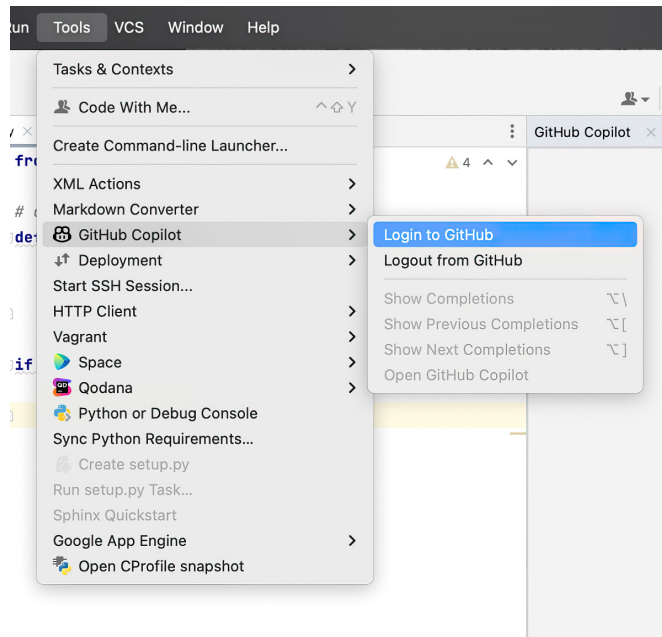 Run Tools VCS Window Help
Tasks & Contexts
Code With Me... ^⇧Y
Create Command-line Launcher...
GitHub Copilot
4
fro
XML Actions
Markdown Converter
#
GitHub Copilot
def
Deployment
Start SSH Session...
HTTP Client
Vagrant
Space
if
Qodana
Python or Debug Console
Sync Python Requirements...
Create setup.py
Run setup.py Task...
Sphinx Quickstart
Google App Engine
Open CProfile snapshot
Login to GitHub
Logout from GitHub
Show Completions ⌥\
Show Previous Completions ⌥[
Show Next Completions ⌥]
Open GitHub Copilot